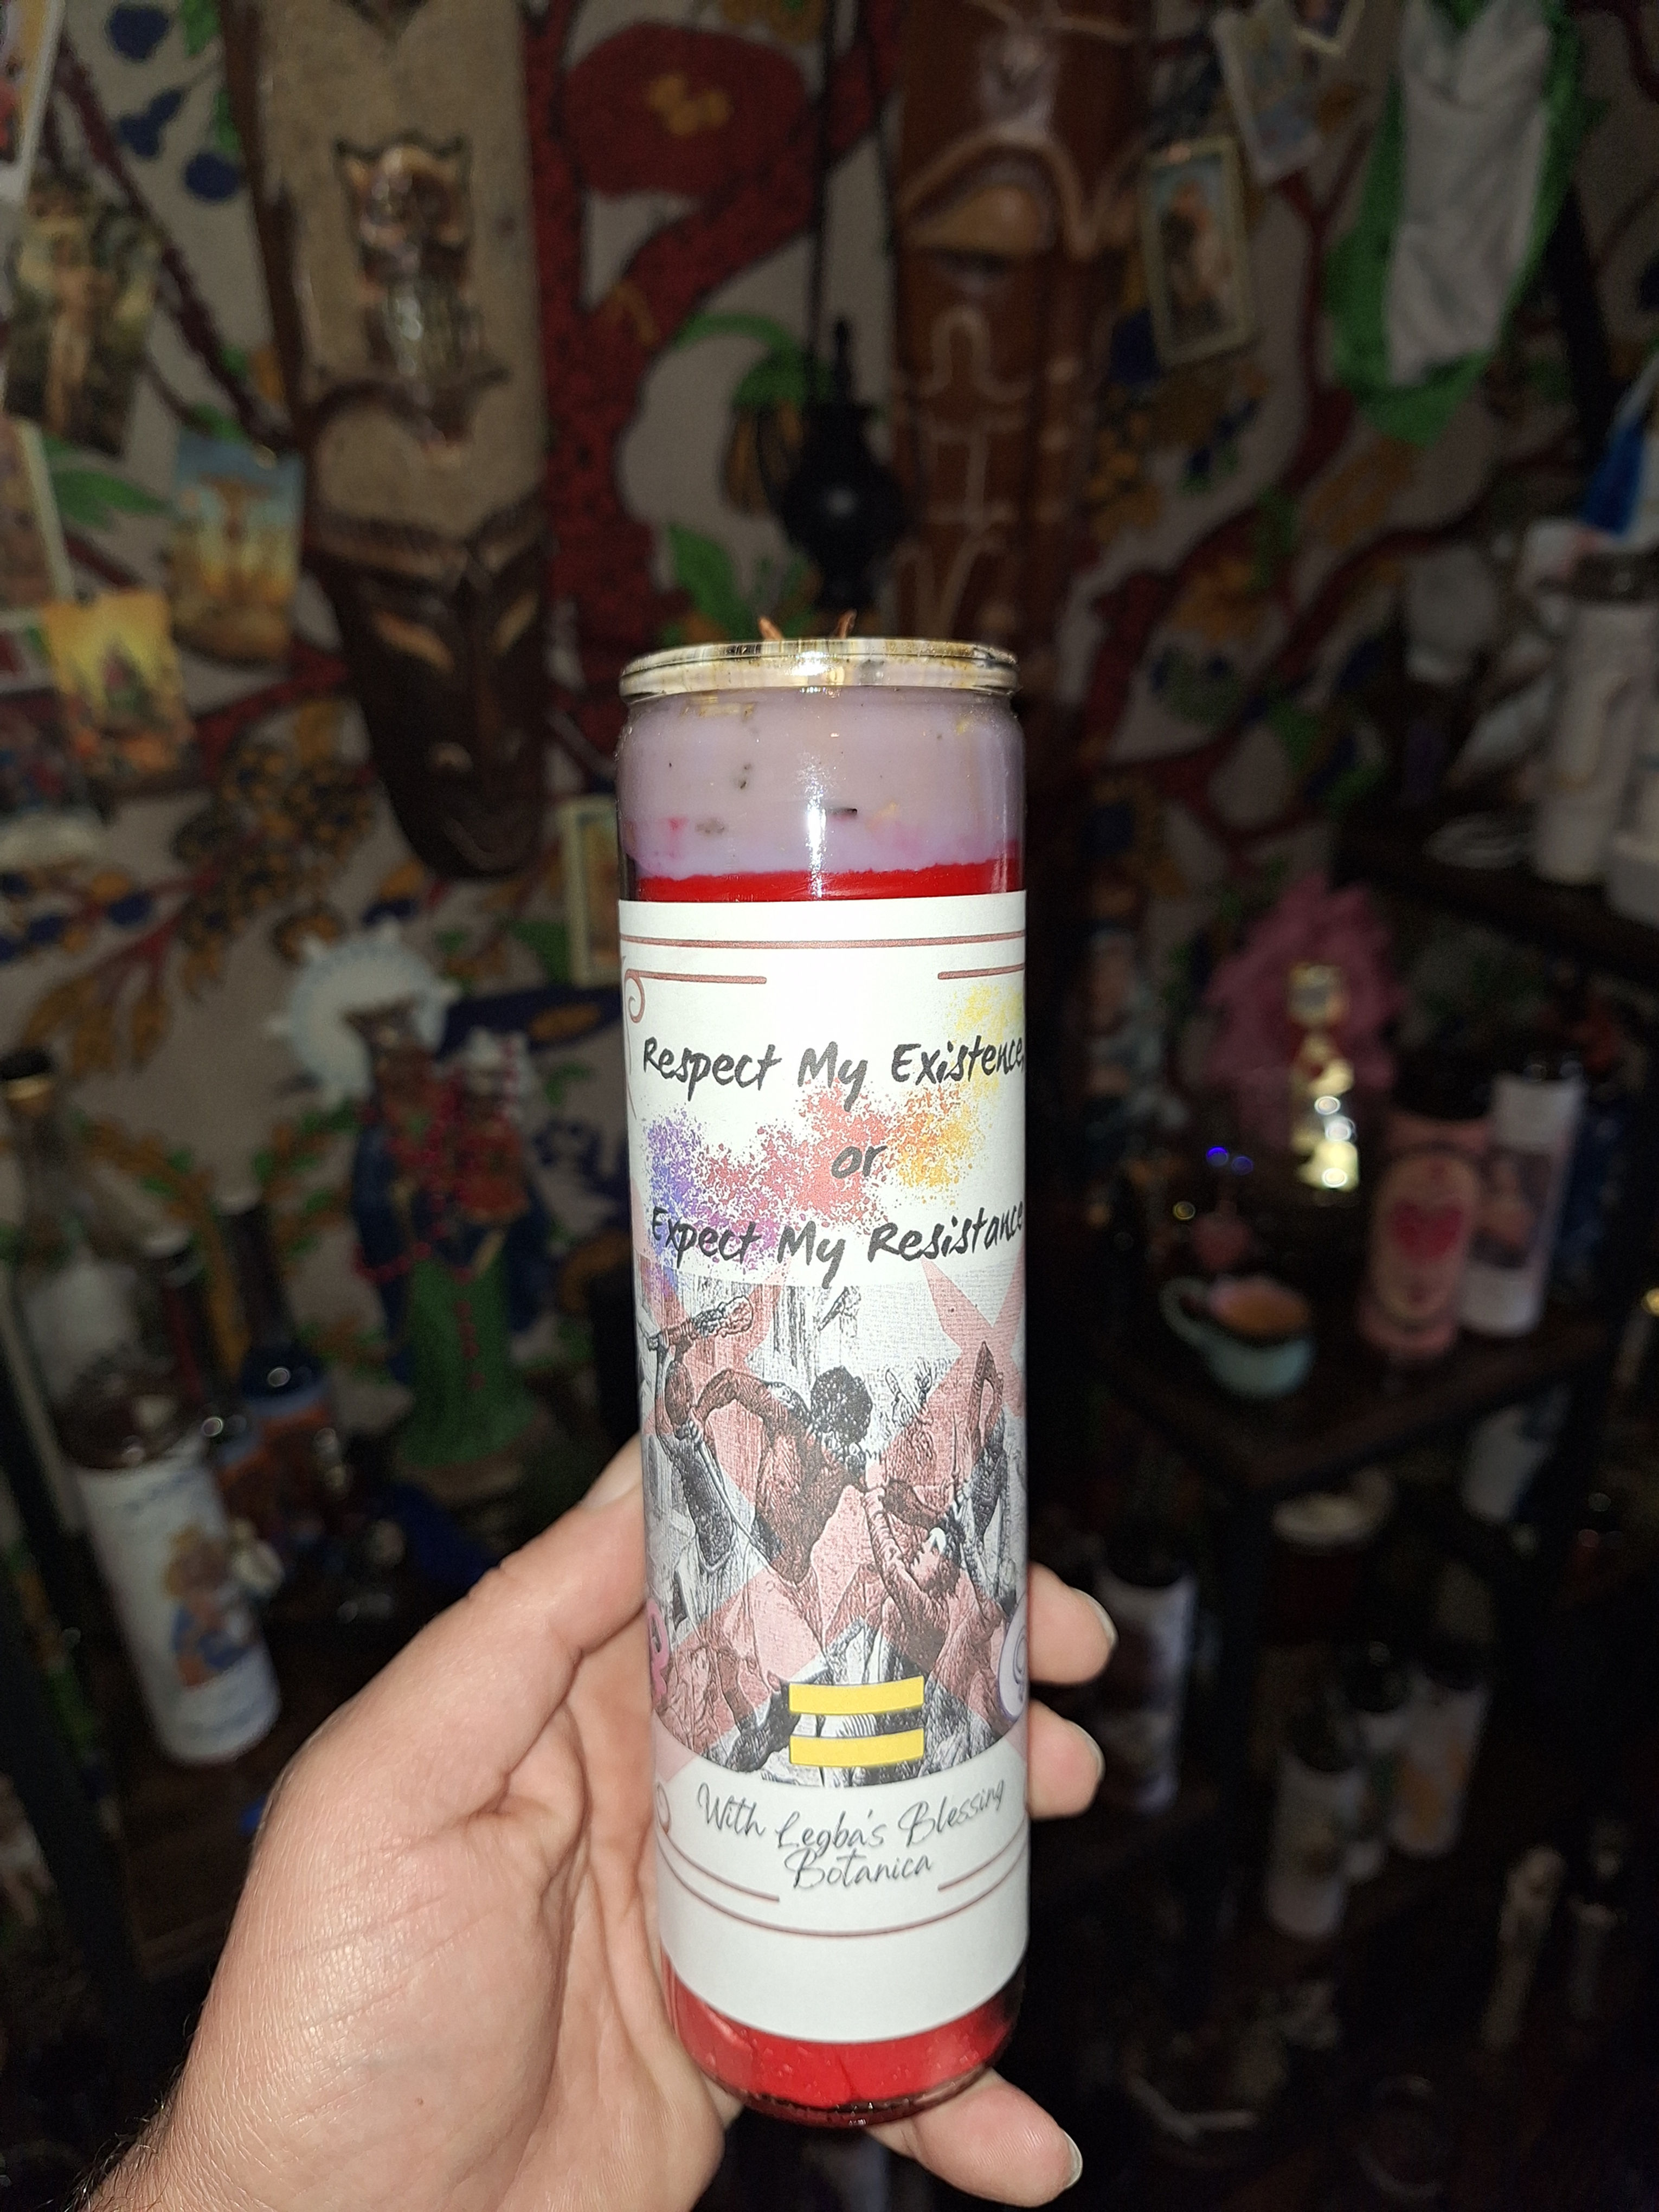 Respect My Existence,
or
Expect My Resistance
With Legba's Blessing
Botanica